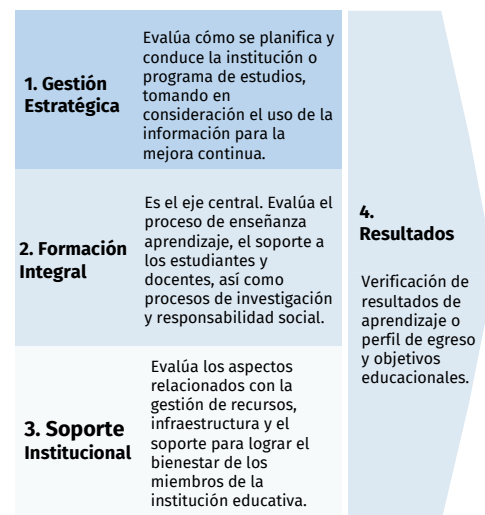 1. Gestión
Estratégica
Evalúa cómo se planifica y
conduce la institución o
programa de estudios,
tomando en
consideración el uso de la
información para la
mejora continua.
2. Formación
Integral
Es el eje central. Evalúa el
proceso de enseñanza
aprendizaje, el soporte a
los estudiantes y
docentes, así como
procesos de investigación
y responsabilidad social.
3. Soporte
Institucional
Evalúa los aspectos
relacionados con la
gestión de recursos,
infraestructura y el
soporte para lograr el
bienestar de los
miembros de la
institución educativa.
4.
Resultados
Verificación de
resultados de
aprendizaje o
perfil de egreso
y objetivos
educacionales.